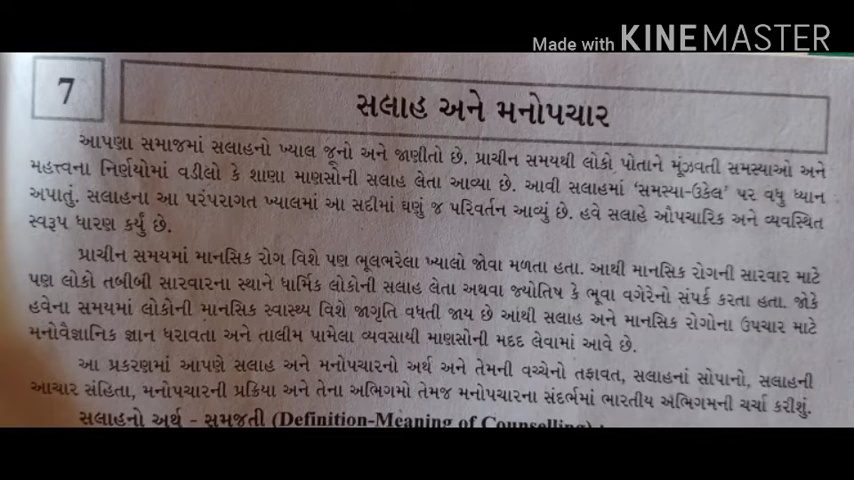 Made with KINEMASTER
7
સલાહ અને મનોપચાર
આપણા સમાજમાં સલાહનો ખ્યાલ જૂનો અને જાણીતો છે. પ્રાચીન સમયથી લોકો પોતાને મૂંઝવતી સમસ્યાઓ અને
મહત્ત્વના નિર્ણયોમાં વડીલો કે શાણા માણસોની સલાહ લેતા આવ્યા છે. આવી સલાહમાં ‘સમસ્યા-ઉકેલ’ પર વધુ ધ્યાન
અપાતું. સલાહના આ પરંપરાગત ખ્યાલમાં આ સદીમાં ઘણું જ પરિવર્તન આવ્યું છે. હવે સલાહે ઔપચારિક અને વ્યવસ્થિત
સ્વરૂપ ધારણ કર્યું છે.
પ્રાચીન સમયમાં માનસિક રોગ વિશે પણ ભૂલભરેલા ખ્યાલો જોવા મળતા હતા. આથી માનસિક રોગની સારવાર માટે
પણ લોકો તબીબી સારવારના સ્થાને ધાર્મિક લોકોની સલાહ લેતા અથવા જ્યોતિષ કે ભૂવા વગેરેનો સંપર્ક કરતા હતા. જોકે
હવેના સમયમાં લોકોની માનસિક સ્વાસ્થ્ય વિશે જાગૃતિ વધતી જાય છે આંથી સલાહ અને માનસિક રોગોના ઉપચાર માટે
મનોવૈજ્ઞાનિક જ્ઞાન ધરાવતા અને તાલીમ પામેલા વ્યવસાયી માણસોની મદદ લેવામાં આવે છે.
આ પ્રકરણમાં આપણે સલાહ અને મનોપચારનો અર્થ અને તેમની વચ્ચેનો તફાવત, સલાહનાં સોપાનો, સલાહની
આચાર સંહિતા, મનોપચારની પ્રક્રિયા અને તેના અભિગમો તેમજ મનોપચારના સંદર્ભમાં ભારતીય અભિગમની ચર્ચા કરીશું.
સલાહનો અર્થ - સમજતી (Definition-Meaning of Counselling) :